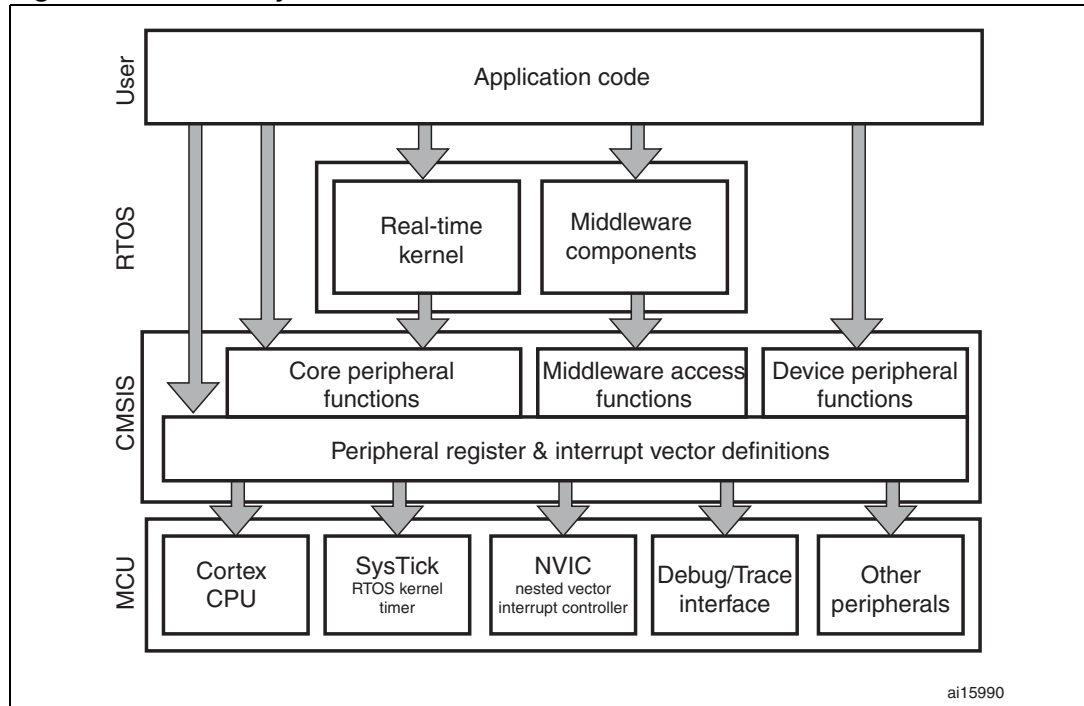 User
Application code
RTOS
Real-time
kernel
Middleware
components
CMSIS
Core peripheral
functions
Middleware access
functions
Device peripheral
functions
Peripheral register & interrupt vector definitions
MCU
Cortex
CPU
SysTick
RTOS kernel
timer
NVIC
nested vector
interrupt controller
Debug/Trace
interface
Other
peripherals
ai15990